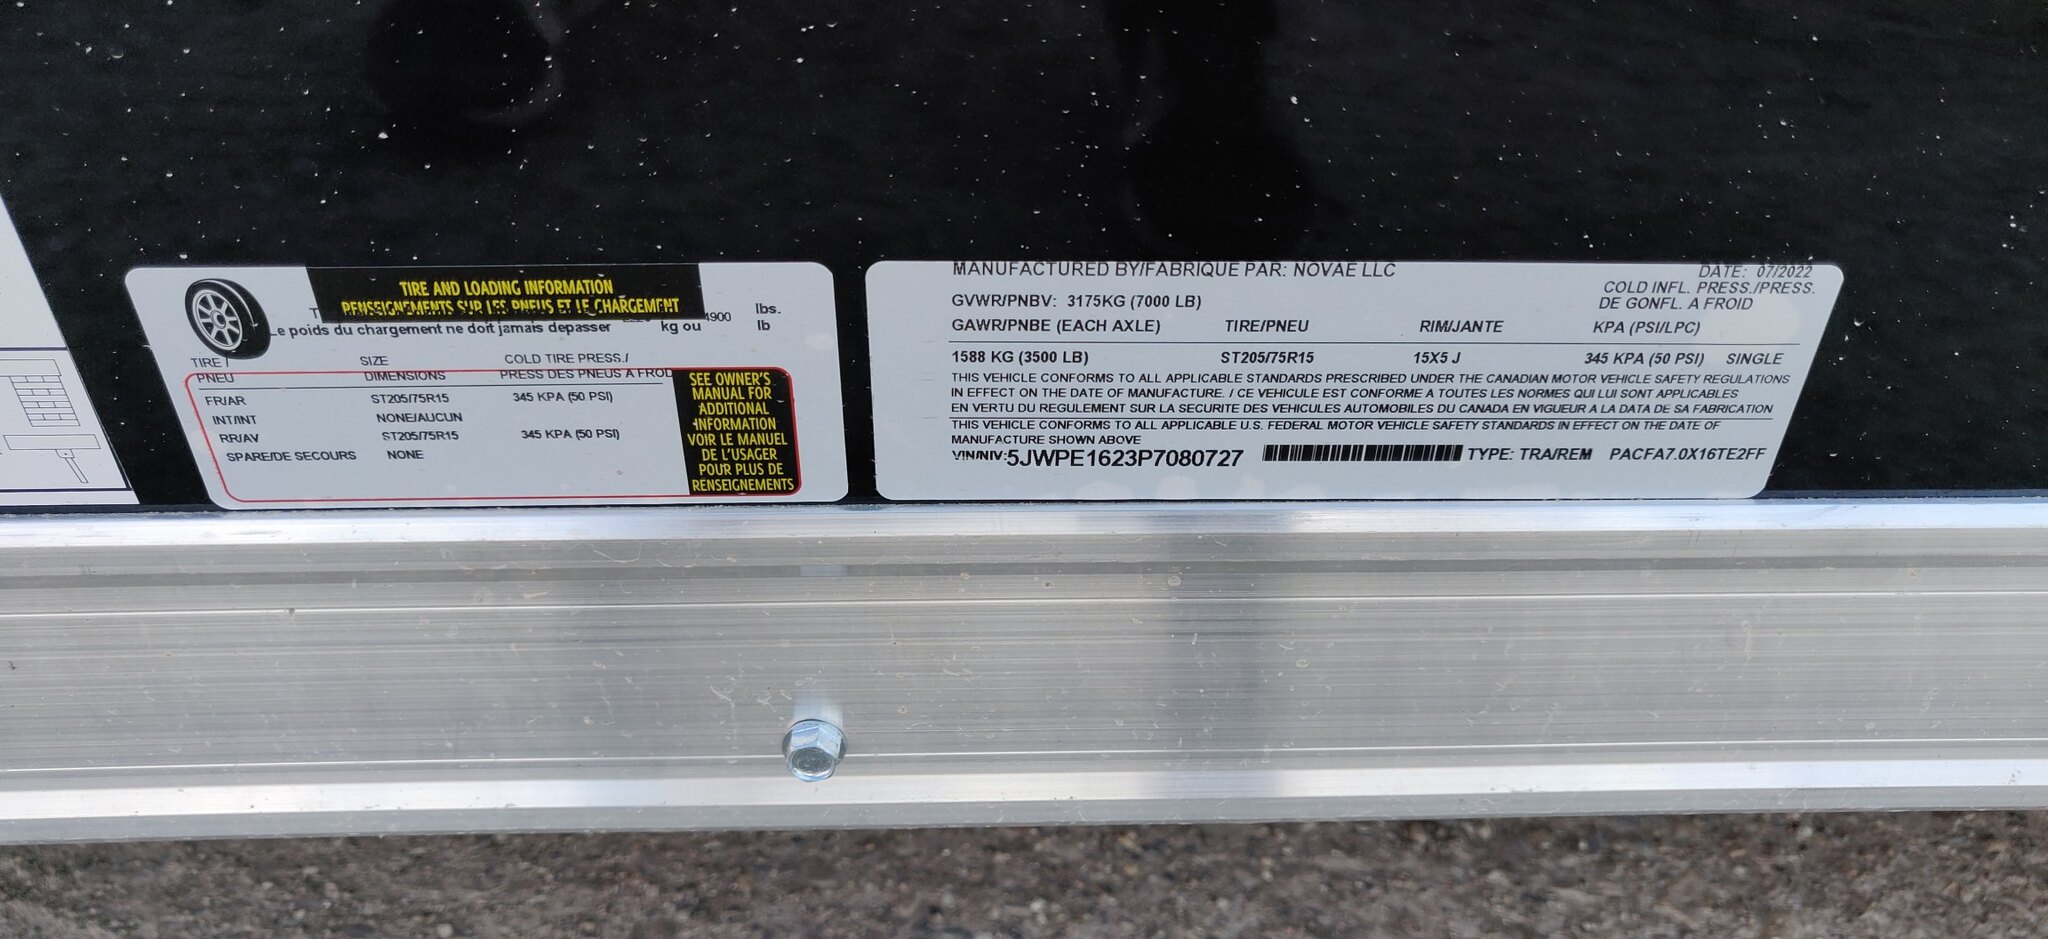 TIRE AND LOADING INFORMATION
RENSEIGNEMENTS SUR LES PNEUS ET LE CHARGEMENT
4900 lbs.
Le poids du chargement ne doit jamais depasser kg ou lb
TIRE / SIZE COLD TIRE PRESS./
PNEU DIMENSIONS PRESS DES PNEUS A FROID
FR/AR ST205/75R15 345 KPA (50 PSI)
INT/INT NONE/AUCUN
RR/AV ST205/75R15 345 KPA (50 PSI)
SPARE/DE SECOURS NONE
SEE OWNER'S
MANUAL FOR
ADDITIONAL
INFORMATION
VOIR LE MANUEL
DE L'USAGER
POUR PLUS DE
RENSEIGNEMENTS
MANUFACTURED BY/FABRIQUE PAR: NOVAE LLC DATE: 07/2022
GVWR/PNBV: 3175KG (7000 LB) COLD INFL. PRESS./PRESS.
DE GONFL. A FROID
GAWR/PNBE (EACH AXLE) TIRE/PNEU RIM/JANTE KPA (PSI/LPC)
1588 KG (3500 LB) ST205/75R15 15X5 J 345 KPA (50 PSI) SINGLE
THIS VEHICLE CONFORMS TO ALL APPLICABLE STANDARDS PRESCRIBED UNDER THE CANADIAN MOTOR VEHICLE SAFETY REGULATIONS
IN EFFECT ON THE DATE OF MANUFACTURE. / CE VEHICULE EST CONFORME A TOUTES LES NORMES QUI LUI SONT APPLICABLES
EN VERTU DU REGULEMENT SUR LA SECURITE DES VEHICULES AUTOMOBILES DU CANADA EN VIGUEUR A LA DATA DE SA FABRICATION
THIS VEHICLE CONFORMS TO ALL APPLICABLE U.S. FEDERAL MOTOR VEHICLE SAFETY STANDARDS IN EFFECT ON THE DATE OF
MANUFACTURE SHOWN ABOVE
VIN/NIV: 5JWPE1623P7080727 TYPE: TRA/REM PACFA7.0X16TE2FF